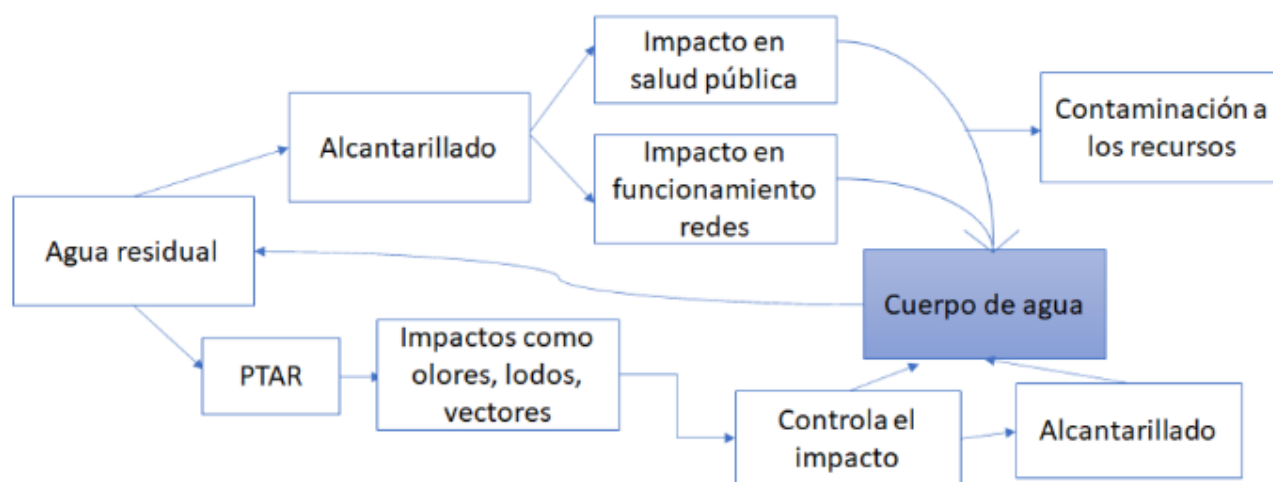 Impacto en
salud pública
Contaminación a
los recursos
Alcantarillado
Impacto en
funcionamiento
redes
Agua residual
Cuerpo de agua
PTAR
Impactos como
olores, lodos,
vectores
Controla el
impacto
Alcantarillado